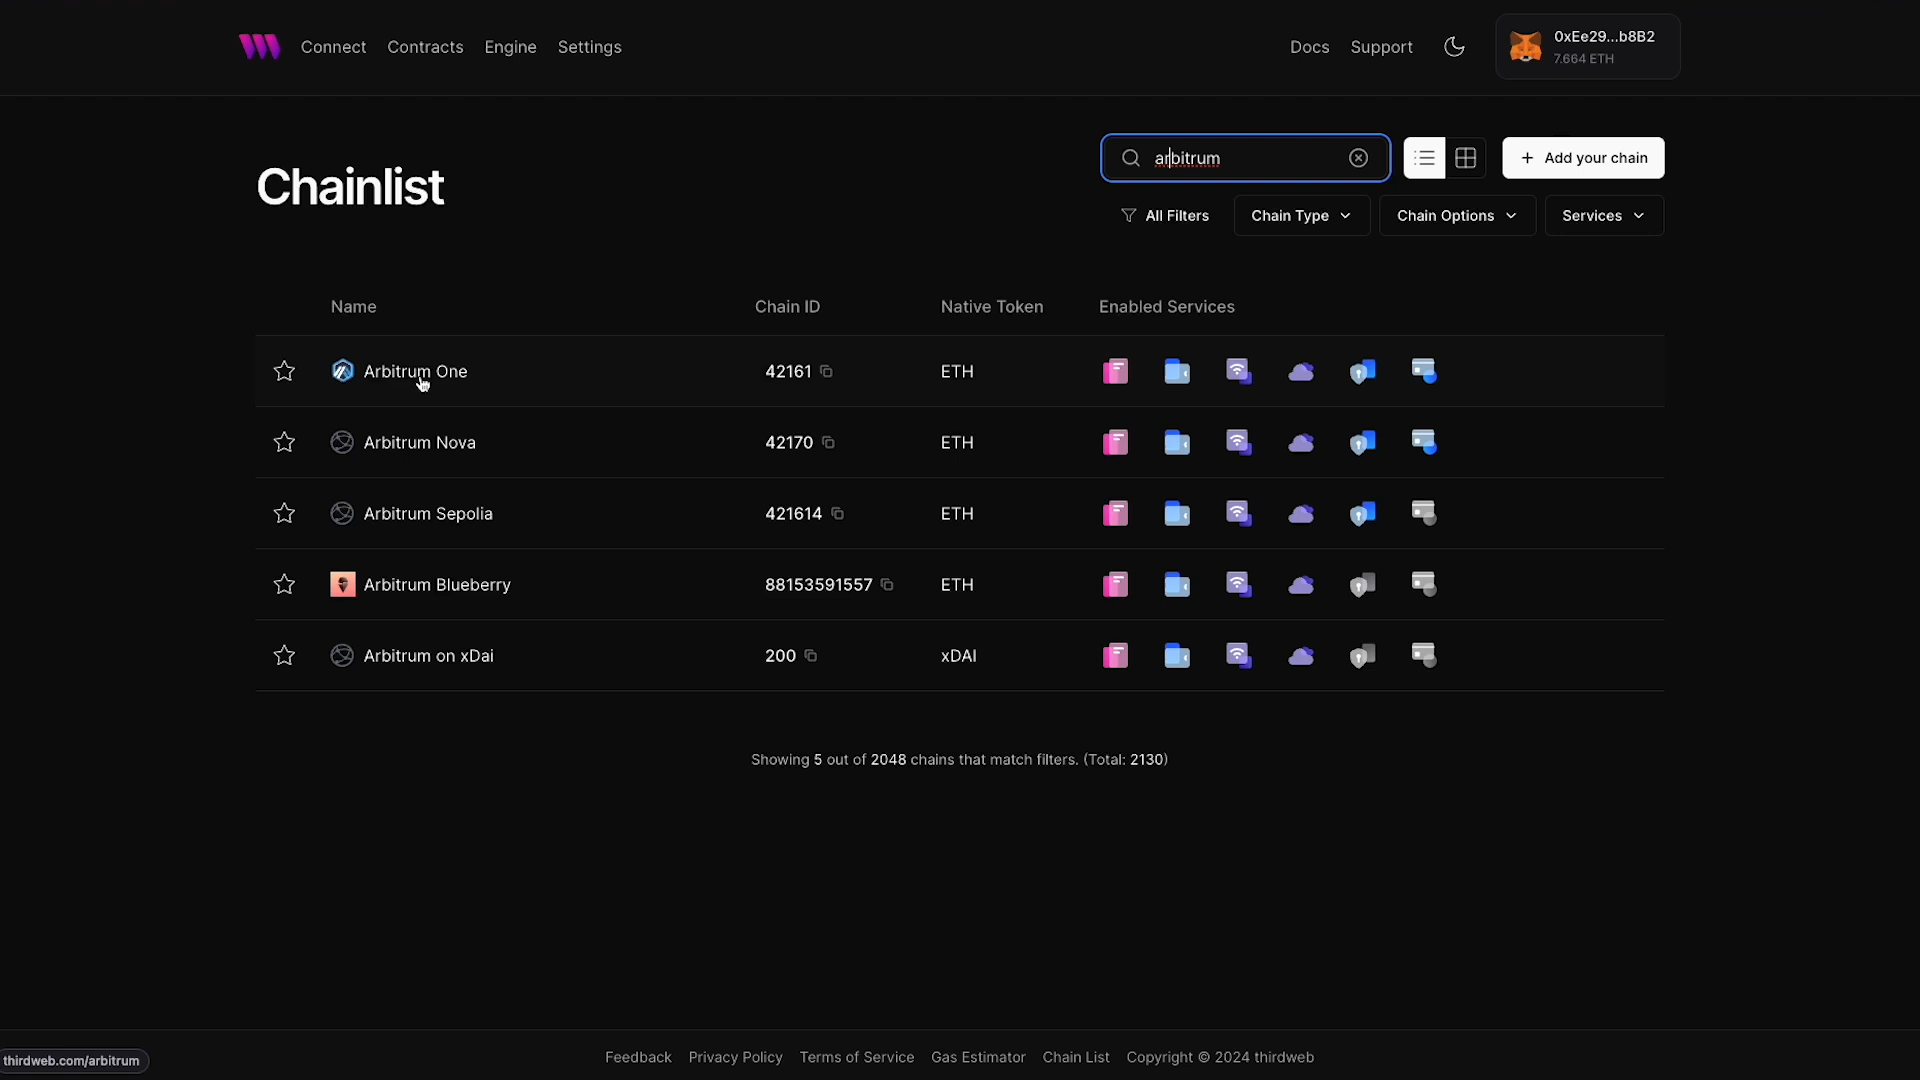 Connect Contracts Engine Settings Docs Support 0xEe29...b8B2
7.664 ETH
Chainlist
arbitrum
+ Add your chain
All Filters Chain Type Chain Options Services
Name Chain ID Native Token Enabled Services
Arbitrum One 42161 ETH
Arbitrum Nova 42170 ETH
Arbitrum Sepolia 421614 ETH
Arbitrum Blueberry 88153591557 ETH
Arbitrum on xDai 200 xDAI
Showing 5 out of 2048 chains that match filters. (Total: 2130)
Feedback Privacy Policy Terms of Service Gas Estimator Chain List Copyright © 2024 thirdweb
thirdweb.com/arbitrum